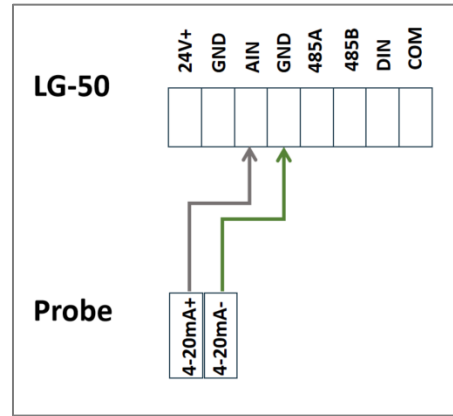 24V+
GND
AIN
GND
485A
485B
DIN
COM
LG-50
Probe
4-20mA+
4-20mA-